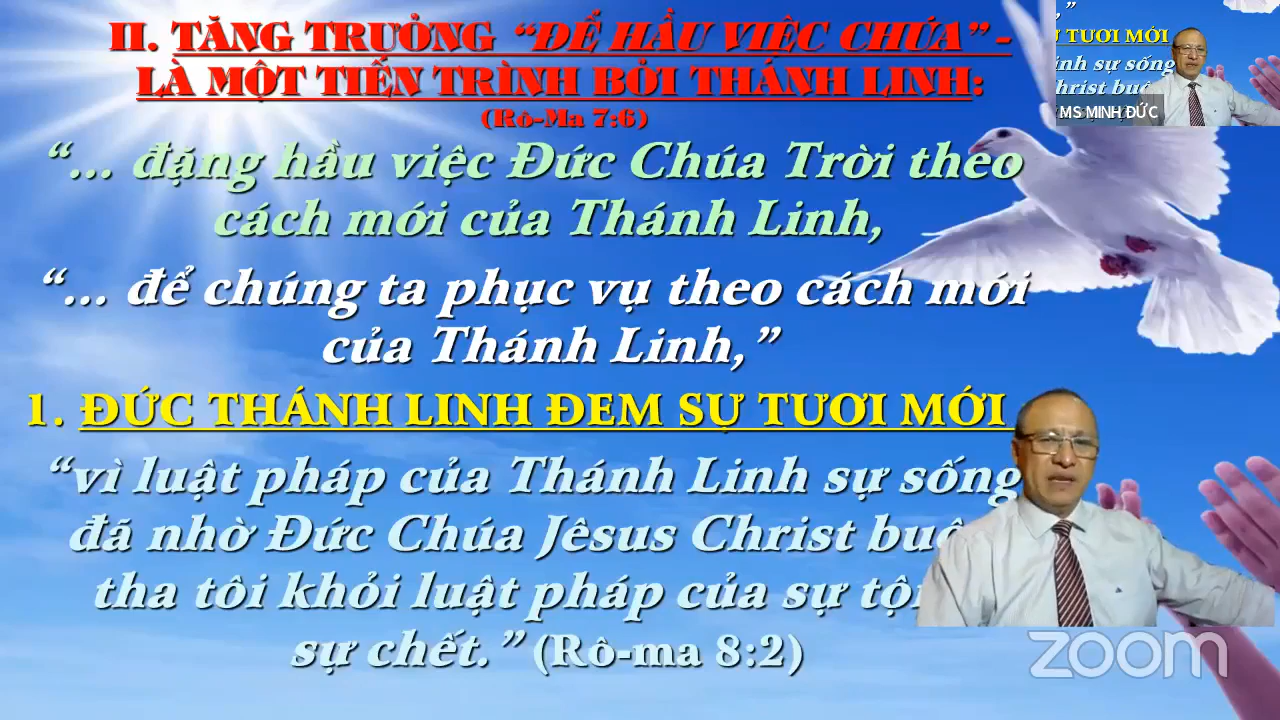 II. TĂNG TRƯỞNG “ĐỂ HẦU VIỆC CHÚA” -
LÀ MỘT TIẾN TRÌNH BỞI THÁNH LINH:
(Rô-Ma 7:6)
“... đặng hầu việc Đức Chúa Trời theo
cách mới của Thánh Linh,
“... để chúng ta phục vụ theo cách mới
của Thánh Linh,”
1. ĐỨC THÁNH LINH ĐEM SỰ TƯƠI MỚI
“vì luật pháp của Thánh Linh sự sống
đã nhờ Đức Chúa Jêsus Christ
tha tôi khỏi luật pháp của sự
sự chết.” (Rô-ma 8:2)
,”
TƯƠI MỚI
sự sống
MS MINH ĐỨC
zoom